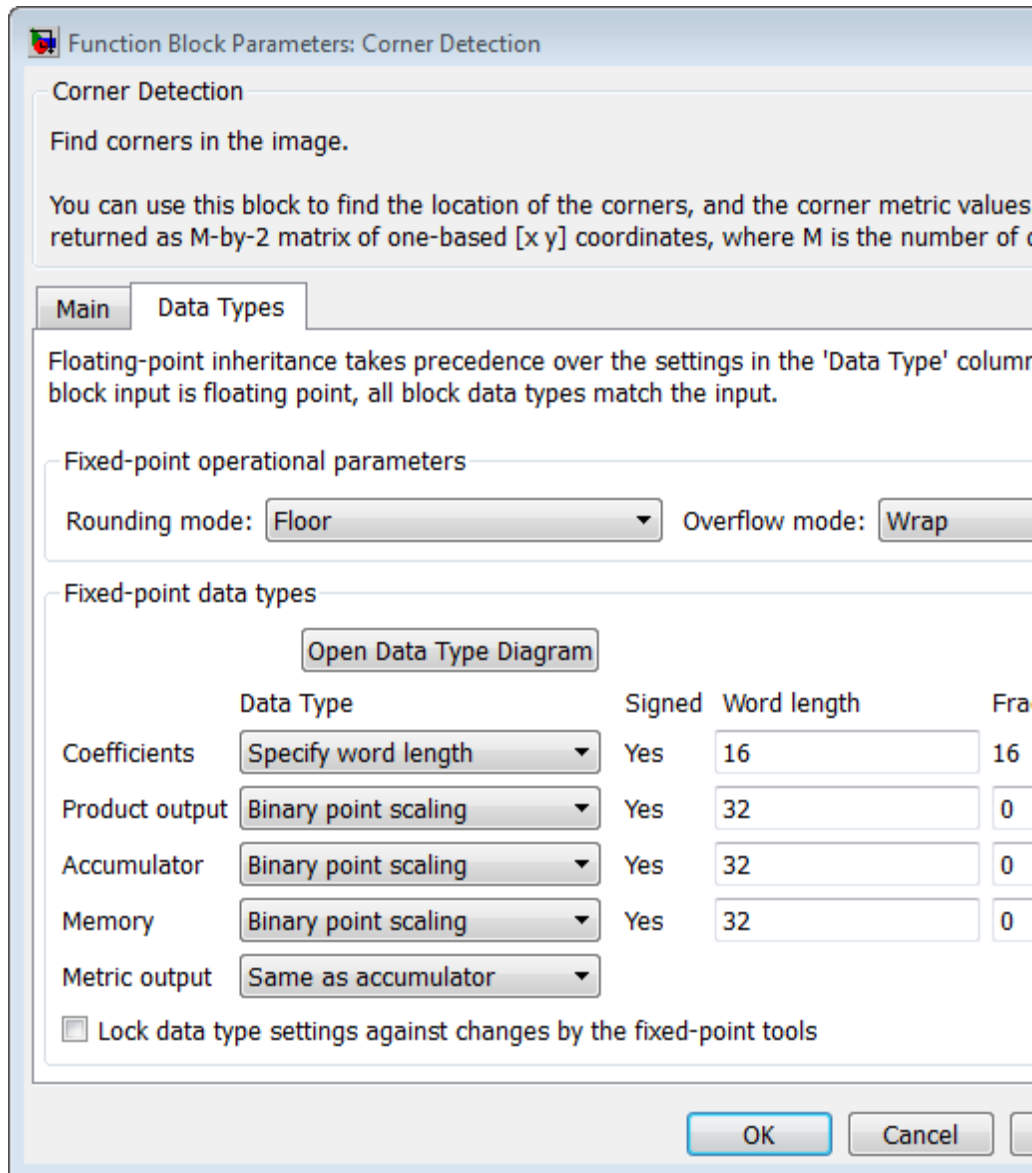 Function Block Parameters: Corner Detection
Corner Detection
Find corners in the image.
You can use this block to find the location of the corners, and the corner metric values
returned as M-by-2 matrix of one-based [x y] coordinates, where M is the number of
Main Data Types
Floating-point inheritance takes precedence over the settings in the 'Data Type'
block input is floating point, all block data types match the input.
Fixed-point operational parameters
Rounding mode: Floor Overflow mode: Wrap
Fixed-point data types
Open Data Type Diagram
Data Type Signed Word length
Coefficients Specify word length Yes 16 16
Product output Binary point scaling Yes 32 0
Accumulator Binary point scaling Yes 32 0
Memory Binary point scaling Yes 32 0
Metric output Same as accumulator
Lock data type settings against changes by the fixed-point tools
OK Cancel